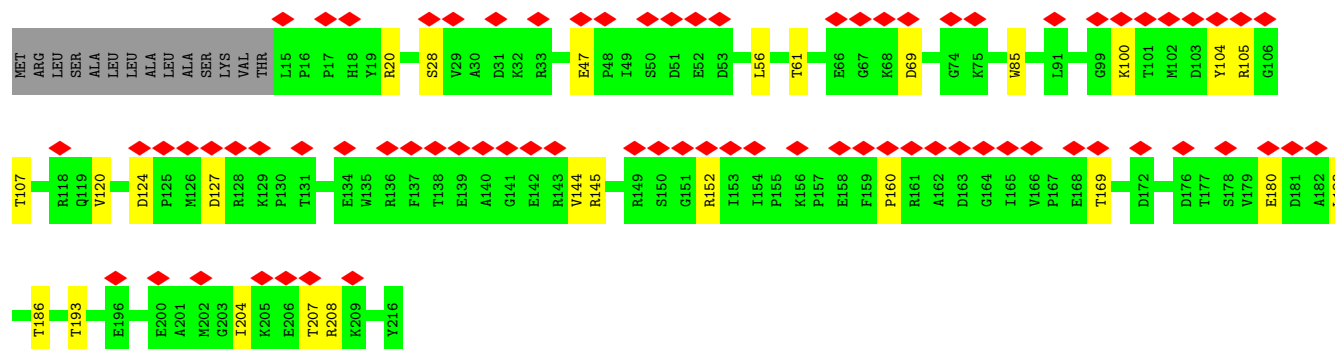 MET ARG LEU SER ALA LEU LEU ALA LEU ALA SER LYS VAL THR L15 P16 P17 H18 Y19 R20 S28 V29 A30 D31 K32 R33 E47 P48 I49 S50 D51 E52 D53 L56 T61 E66 G67 K68 D69 G74 K75 W85 L91 G99 K100 T101 M102 D103 Y104 R105 G106
T107 R118 Q119 V120 D124 P125 M126 D127 R128 K129 P130 T131 E134 W135 R136 F137 T138 E139 A140 G141 E142 R143 V144 R145 R149 S150 G151 R152 I153 I154 P155 K156 P157 E158 F159 P160 R161 A162 D163 G164 I165 V166 P167 E168 T169 D172 D176 T177 S178 V179 E180 D181 A182
T186 T193 E196 E200 A201 M202 G203 I204 K205 E206 T207 R208 K209 Y216